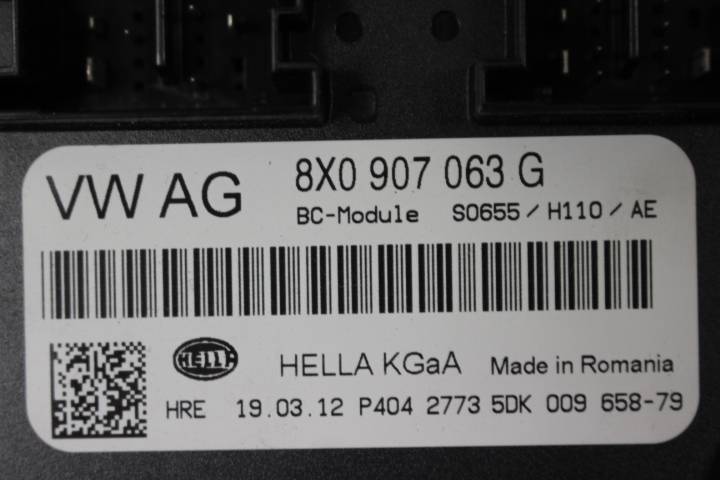 VW AG 8X0 907 063 G
BC-Module S0655 / H110 / AE
HELLA HELLA KGaA Made in Romania
HRE 19.03.12 P404 2773 5DK 009 658-79